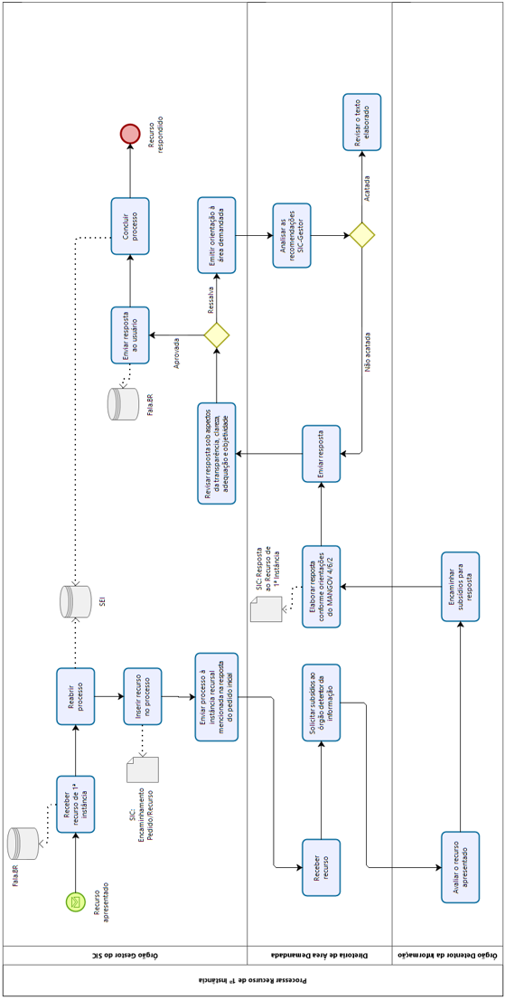 Processar Recurso de 1ª Instância
Órgão Gestor do SIC
Diretoria de Área Demandada
Órgão Detentor da Informação
Recurso
apresentado
Fala.BR
Receber
recurso de 1ª
instância
Reabrir
processo
SEI
Inserir recurso
no processo
SIC:
Encaminhamento
Pedido/Recurso
Enviar processo à
instância recursal
mencionada na resposta
do pedido inicial
Receber
recurso
Solicitar subsídios ao
órgão detentor da
informação
Avaliar o recurso
apresentado
Encaminhar
subsídios para
resposta
Elaborar resposta
conforme orientações
do MANGOV 4/6/2
SIC: Resposta
ao Recurso de
1ª Instância
Enviar resposta
Revisar resposta sob aspectos
da transparência, clareza,
adequação e objetividade
Aprovada
Ressalva
Enviar resposta
ao usuário
Fala.BR
Concluir
processo
Recurso
respondido
Emitir orientação à
área demandada
Analisar as
recomendações
SIC-Gestor
Não acatada
Acatada
Revisar o texto
elaborado